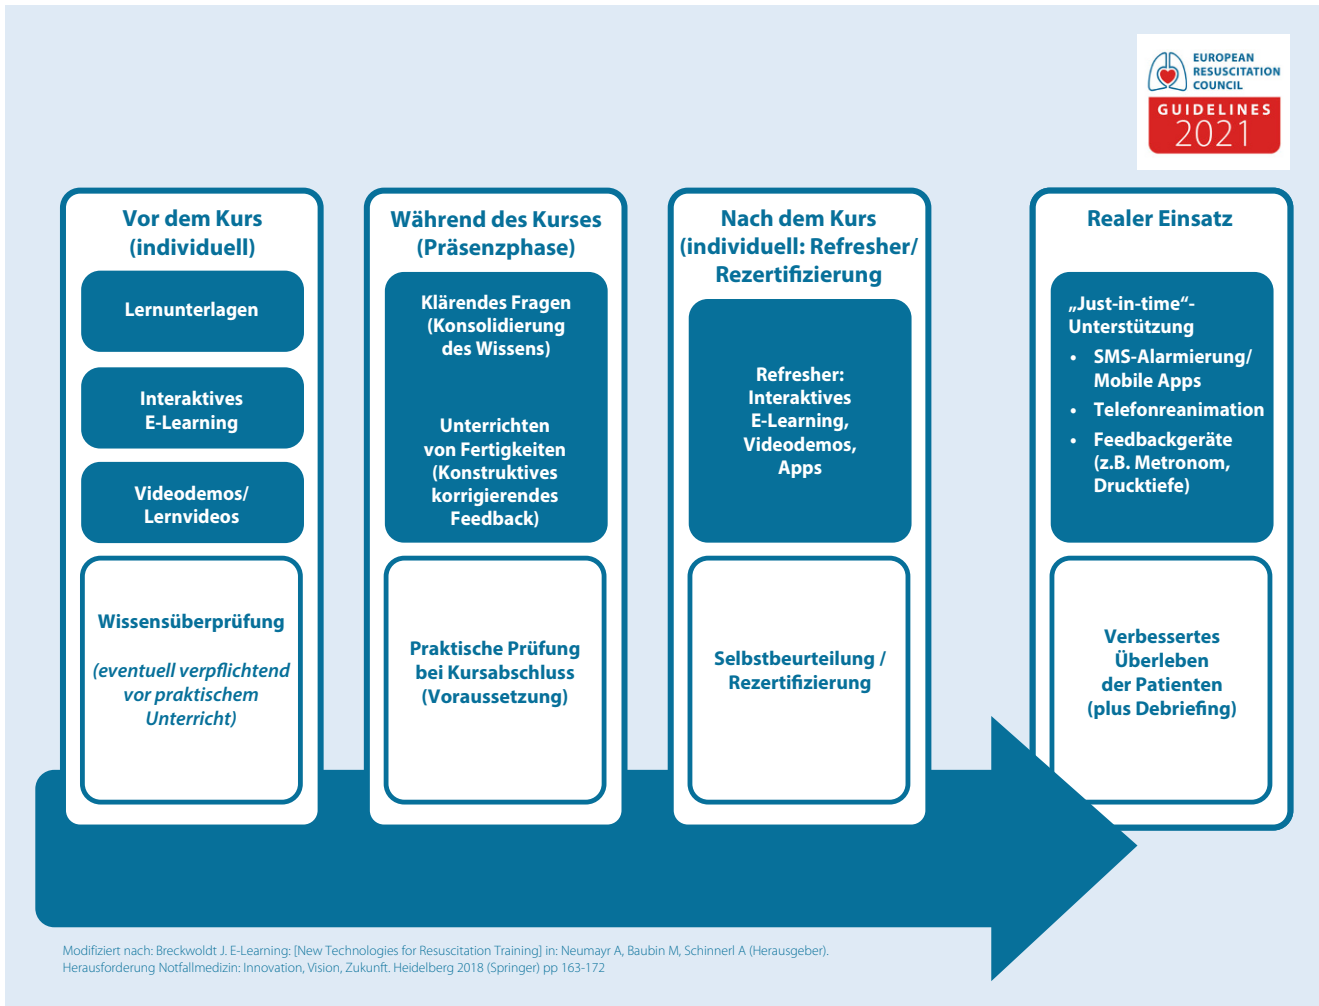 EUROPEAN
RESUSCITATION
COUNCIL
GUIDELINES
2021
Vor dem Kurs
(individuell)
Lernunterlagen
Interaktives
E-Learning
Videodemos/
Lernvideos
Wissensüberprüfung
(eventuell verpflichtend
vor praktischem
Unterricht)
Während des Kurses
(Präsenzphase)
Klärendes Fragen
(Konsolidierung
des Wissens)
Unterrichten
von Fertigkeiten
(Konstruktives
korrigierendes
Feedback)
Praktische Prüfung
bei Kursabschluss
(Voraussetzung)
Nach dem Kurs
(individuell: Refresher/
Rezertifizierung
Refresher:
Interaktives
E-Learning,
Videodemos,
Apps
Selbstbeurteilung /
Rezertifizierung
Realer Einsatz
„Just-in-time“-
Unterstützung
• SMS-Alarmierung/
Mobile Apps
• Telefonreanimation
• Feedbackgeräte
(z.B. Metronom,
Drucktiefe)
Verbessertes
Überleben
der Patienten
(plus Debriefing)
Modifiziert nach: Breckwoldt J. E-Learning: [New Technologies for Resuscitation Training] in: Neumayr A, Baubin M, Schinnerl A (Herausgeber).
Herausforderung Notfallmedizin: Innovation, Vision, Zukunft. Heidelberg 2018 (Springer) pp 163-172